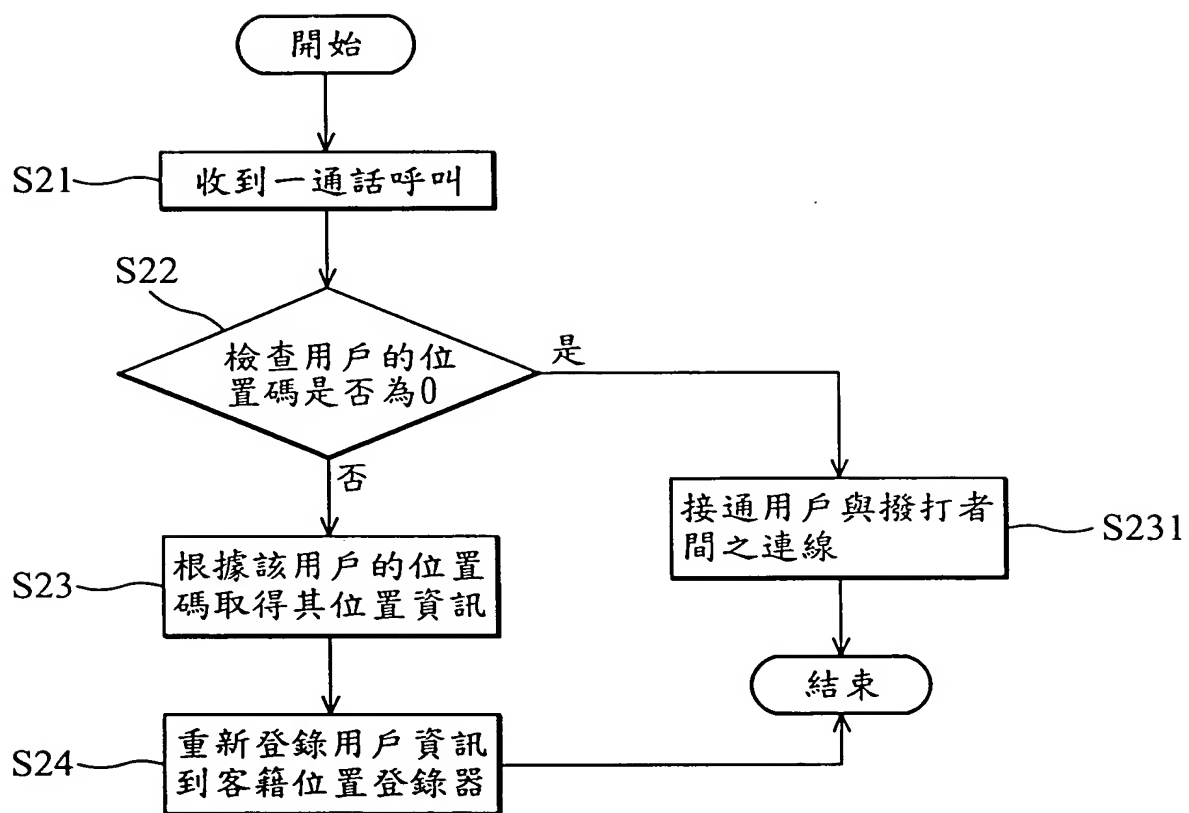 開始
S21
收到一通話呼叫
S22
檢查用戶的位
置碼是否為0
是
否
接通用戶與撥打者
間之連線
S231
S23
根據該用戶的位置
碼取得其位置資訊
結束
S24
重新登錄用戶資訊
到客籍位置登錄器